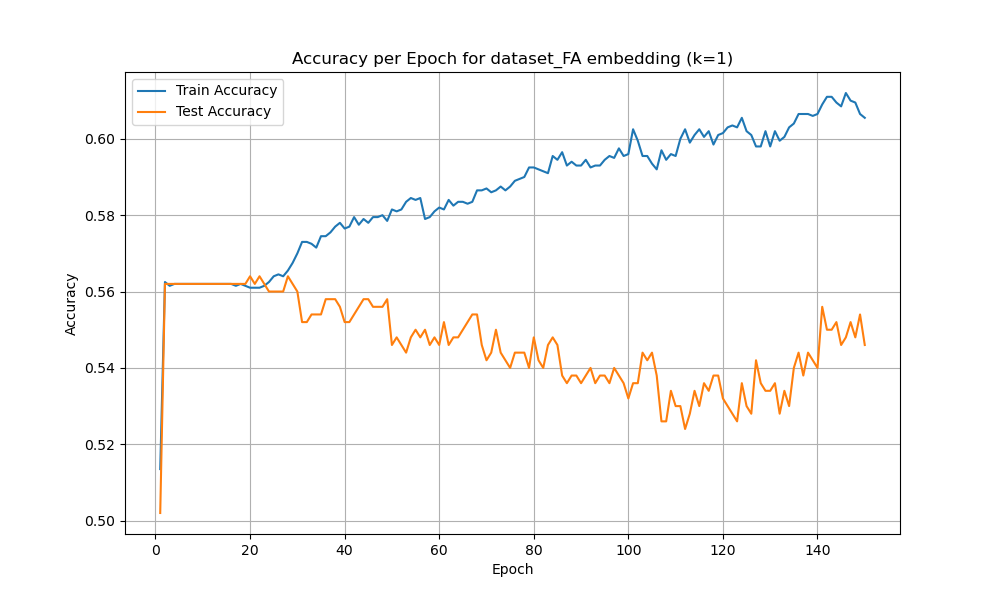 Accuracy per Epoch for dataset_FA embedding (k=1)
Train Accuracy
Test Accuracy
Accuracy
0.60
0.58
0.56
0.54
0.52
0.50
0 20 40 60 80 100 120 140
Epoch